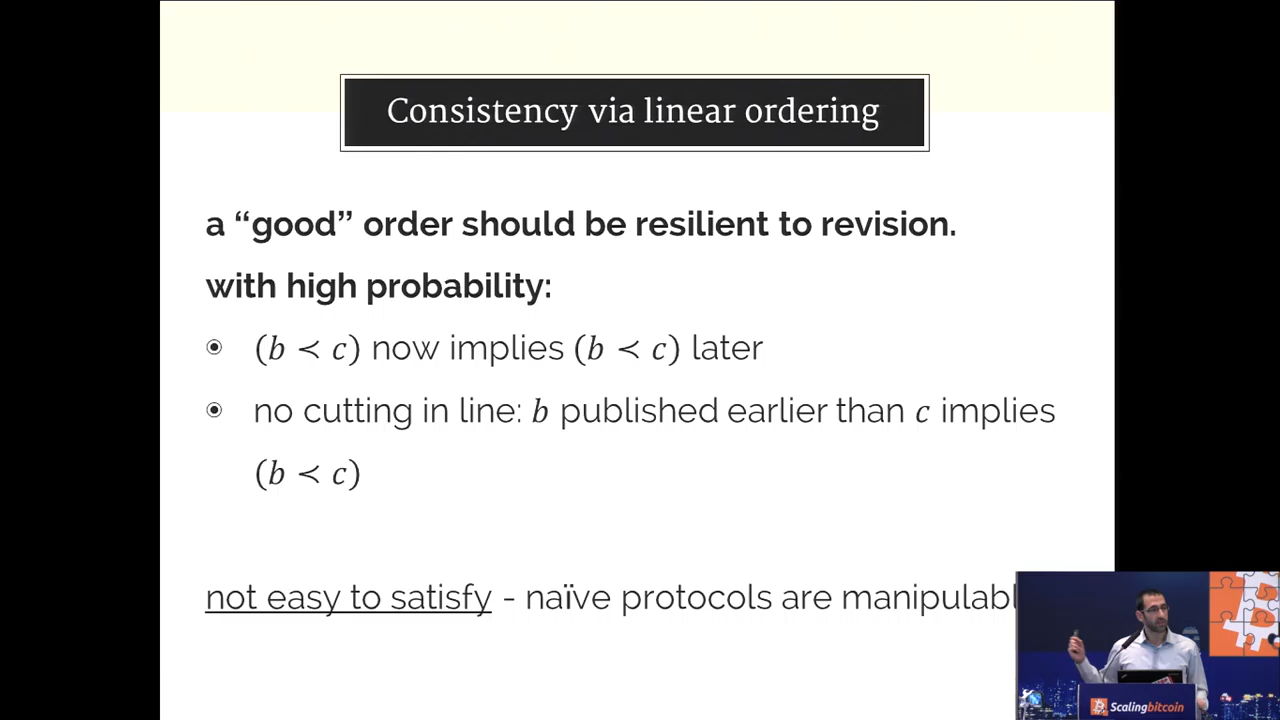 Consistency via linear ordering
a “good” order should be resilient to revision.
with high probability:
(b ≺ c) now implies (b ≺ c) later
no cutting in line: b published earlier than c implies
(b ≺ c)
not easy to satisfy - naïve protocols are manipulabl
Scalingbitcoin